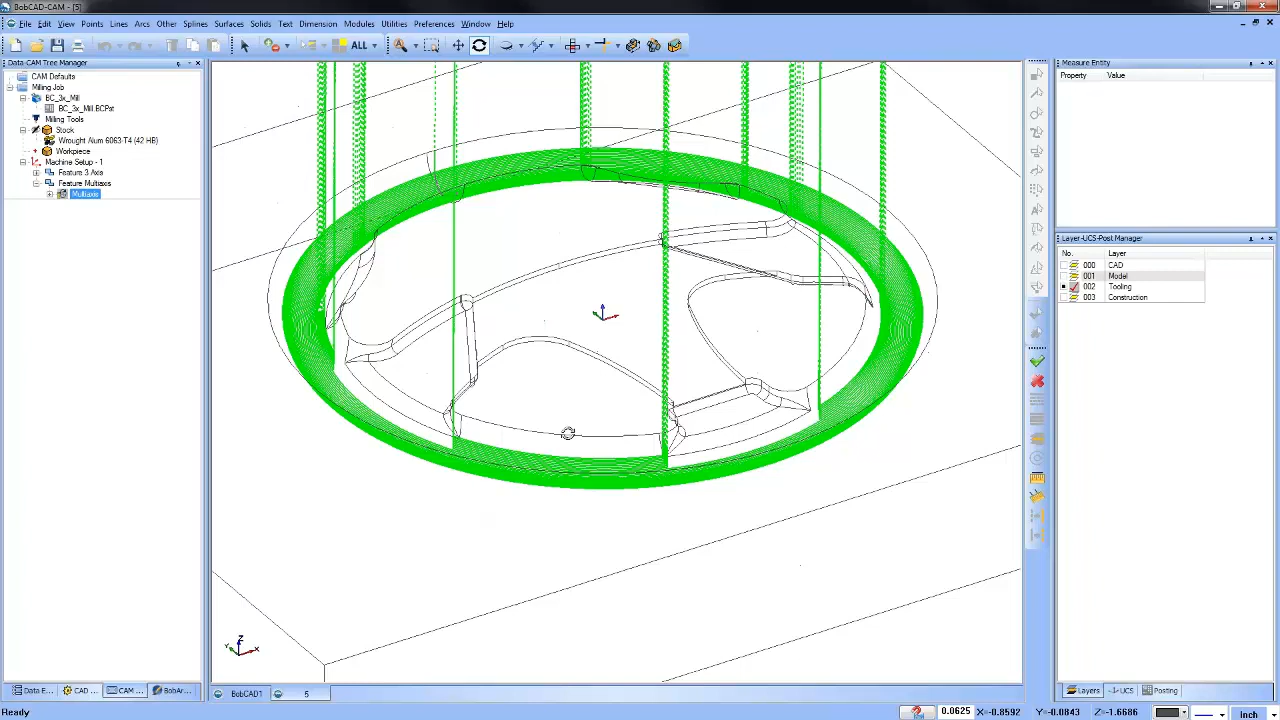 BobCAD-CAM - [5]
File Edit View Points Lines Arcs Other Splines Surfaces Solids Text Dimension Modules Utilities Preferences Window Help
ALL
Data-CAM Tree Manager
CAM Defaults
Milling Job
BC_3x_Mill
BC_3x_Mill.BCPst
Milling Tools
Stock
Wrought Alum 6063-T4 (42 HB)
Workpiece
Machine Setup - 1
Feature 3 Axis
Feature Multiaxis
Multiaxis
Measure Entity
Property Value
Layer-UCS-Post Manager
No. Layer
000 CAD
001 Model
002 Tooling
003 Construction
Z
Y X
Data E... CAD ... CAM ... BobAr...
BobCAD1 5
Layers UCS Posting
Ready
0.0625 X=-0.8592 Y=-0.0843 Z=-1.6686 Inch